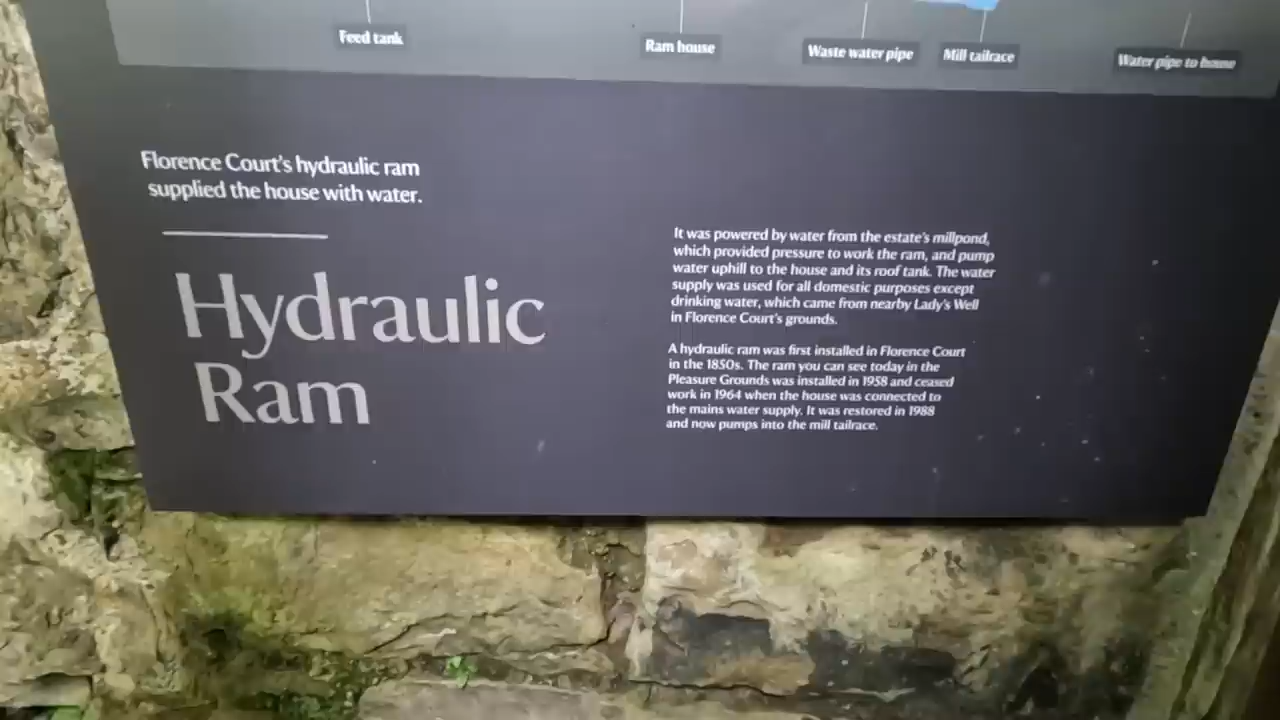 Feed tank
Ram house
Waste water pipe
Mill tailrace
Water pipe to house
Florence Court's hydraulic ram
supplied the house with water.
Hydraulic
Ram
It was powered by water from the estate's millpond,
which provided pressure to work the ram, and pump
water uphill to the house and its roof tank. The water
supply was used for all domestic purposes except
drinking water, which came from nearby Lady's Well
in Florence Court's grounds.
A hydraulic ram was first installed in Florence Court
in the 1850s. The ram you can see today in the
Pleasure Grounds was installed in 1958 and ceased
work in 1964 when the house was connected to
the mains water supply. It was restored in 1988
and now pumps into the mill tailrace.